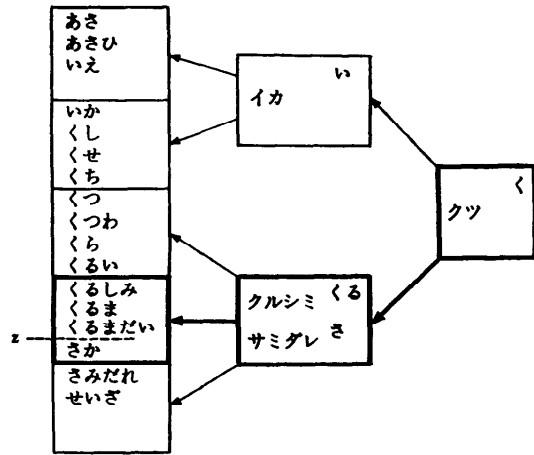 あさ
あさひ
いえ
いか
くし
くせ
くち
くつ
くつわ
くら
くるい
くるしみ
くるま
くるまだい
z
さか
さみだれ
せいざ
い
イカ
くる
クルシミ
さ
サミダレ
く
クツ